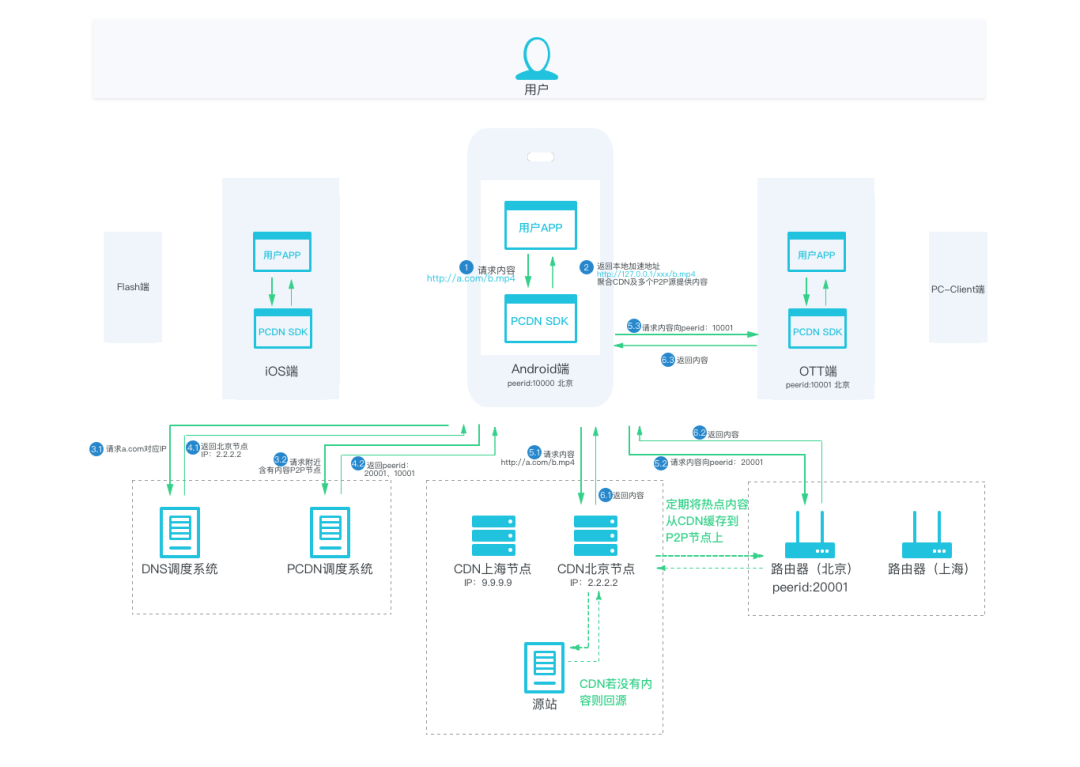 用户
用户APP
1 请求内容
http://a.com/b.mp4
2 返回本地加速地址
http://127.0.0.1/xxx/b.mp4
聚合CDN及多个P2P源提供内容
PCDN SDK
Android端
peerid:10000 北京
Flash端
用户APP
PCDN SDK
iOS端
用户APP
PCDN SDK
OTT端
peerid:10001 北京
PC-Client端
5.3 请求内容向peerid：10001
6.3 返回内容
3.1 请求a.com对应IP
4.1 返回北京节点
IP：2.2.2.2
3.2 请求附近
含有内容P2P节点
4.2 返回peerid：
20001，10001
5.1 请求内容
http://a.com/b.mp4
6.1 返回内容
6.2 返回内容
5.2 请求内容向peerid：20001
DNS调度系统
PCDN调度系统
CDN上海节点
IP：9.9.9.9
CDN北京节点
IP：2.2.2.2
定期将热点内容
从CDN缓存到
P2P节点上
路由器（北京）
peerid:20001
路由器（上海）
源站
CDN若没有内
容则回源